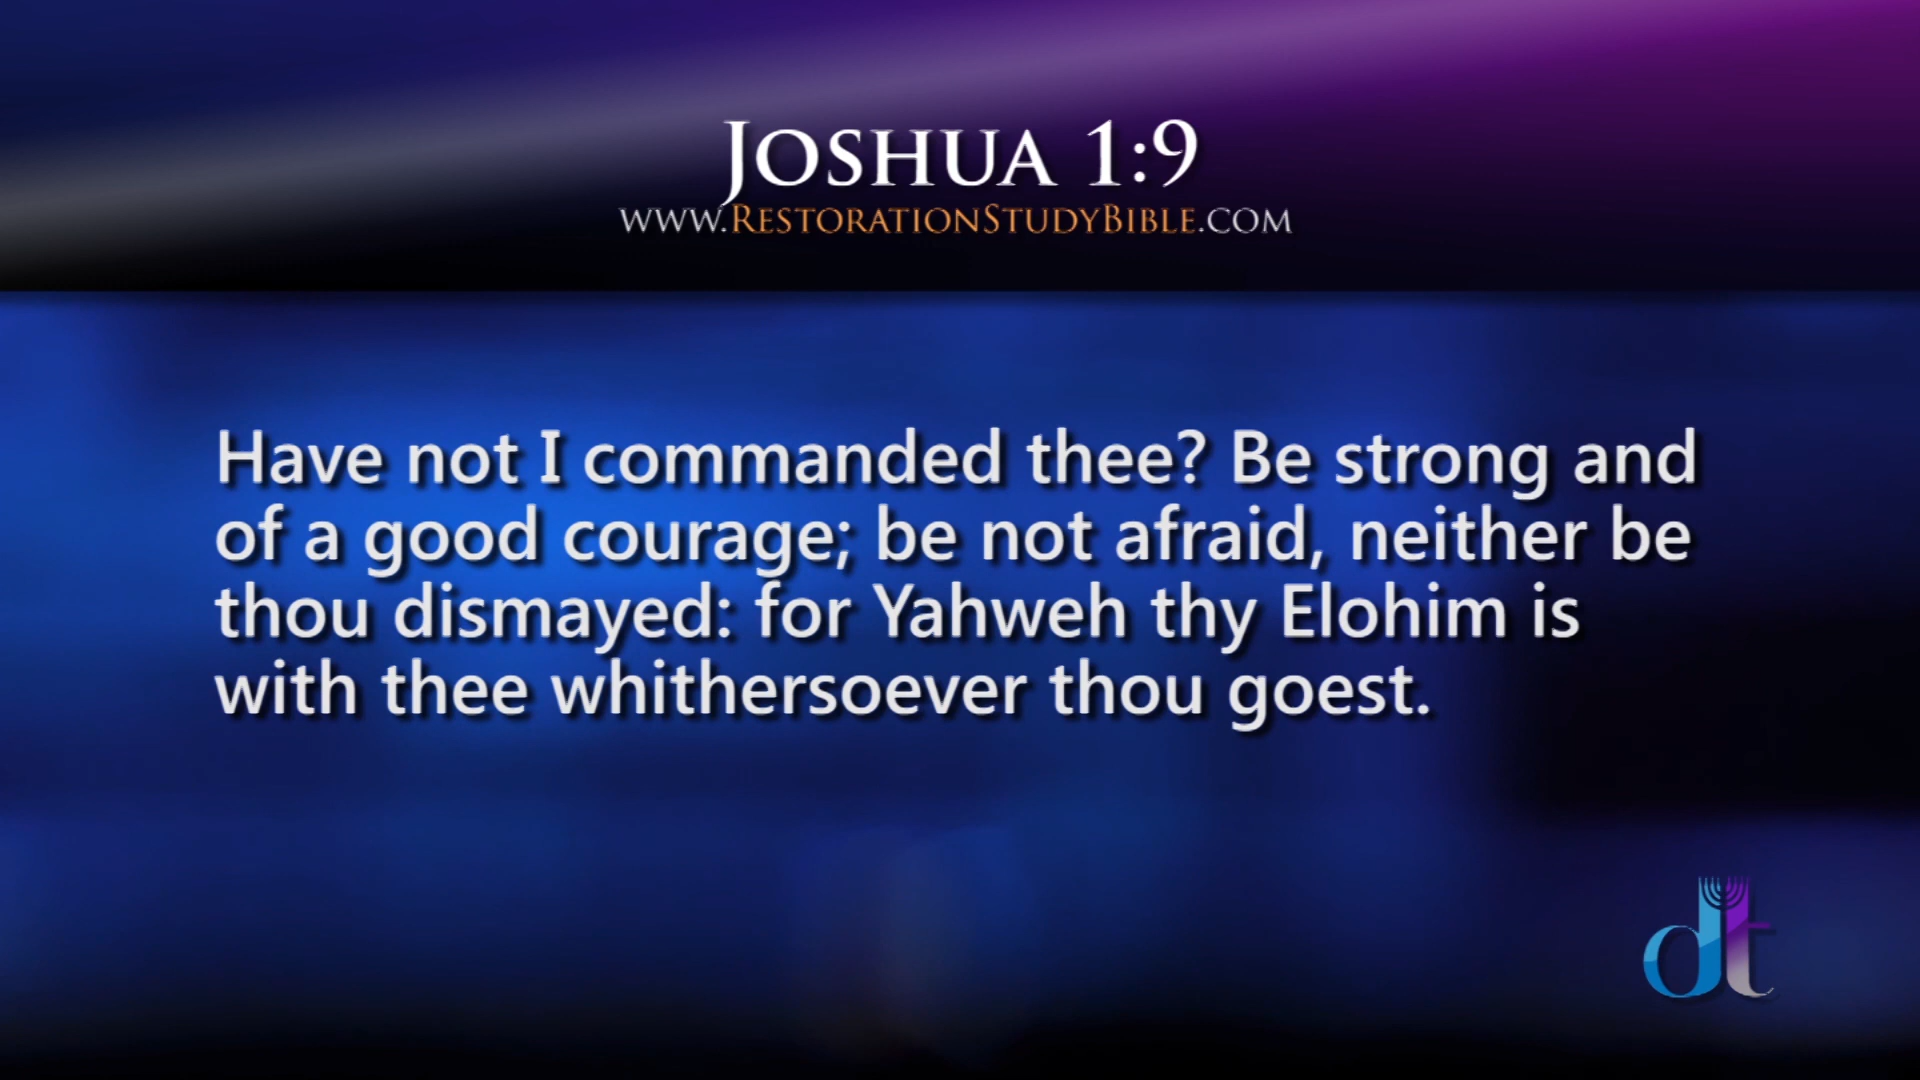 JOSHUA 1:9
WWW.RESTORATIONSTUDYBIBLE.COM
Have not I commanded thee? Be strong and
of a good courage; be not afraid, neither be
thou dismayed: for Yahweh thy Elohim is
with thee whithersoever thou goest.
dt